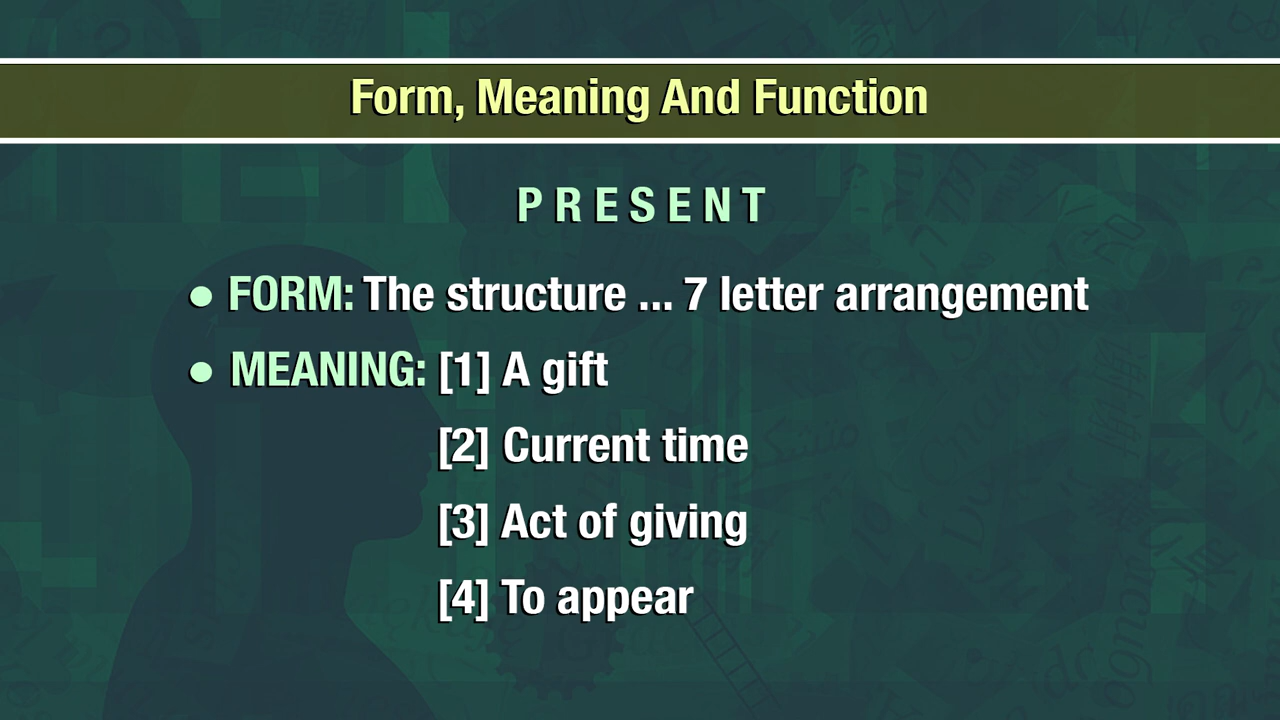 Form, Meaning And Function
P R E S E N T
● FORM: The structure ... 7 letter arrangement
● MEANING: [1] A gift
[2] Current time
[3] Act of giving
[4] To appear